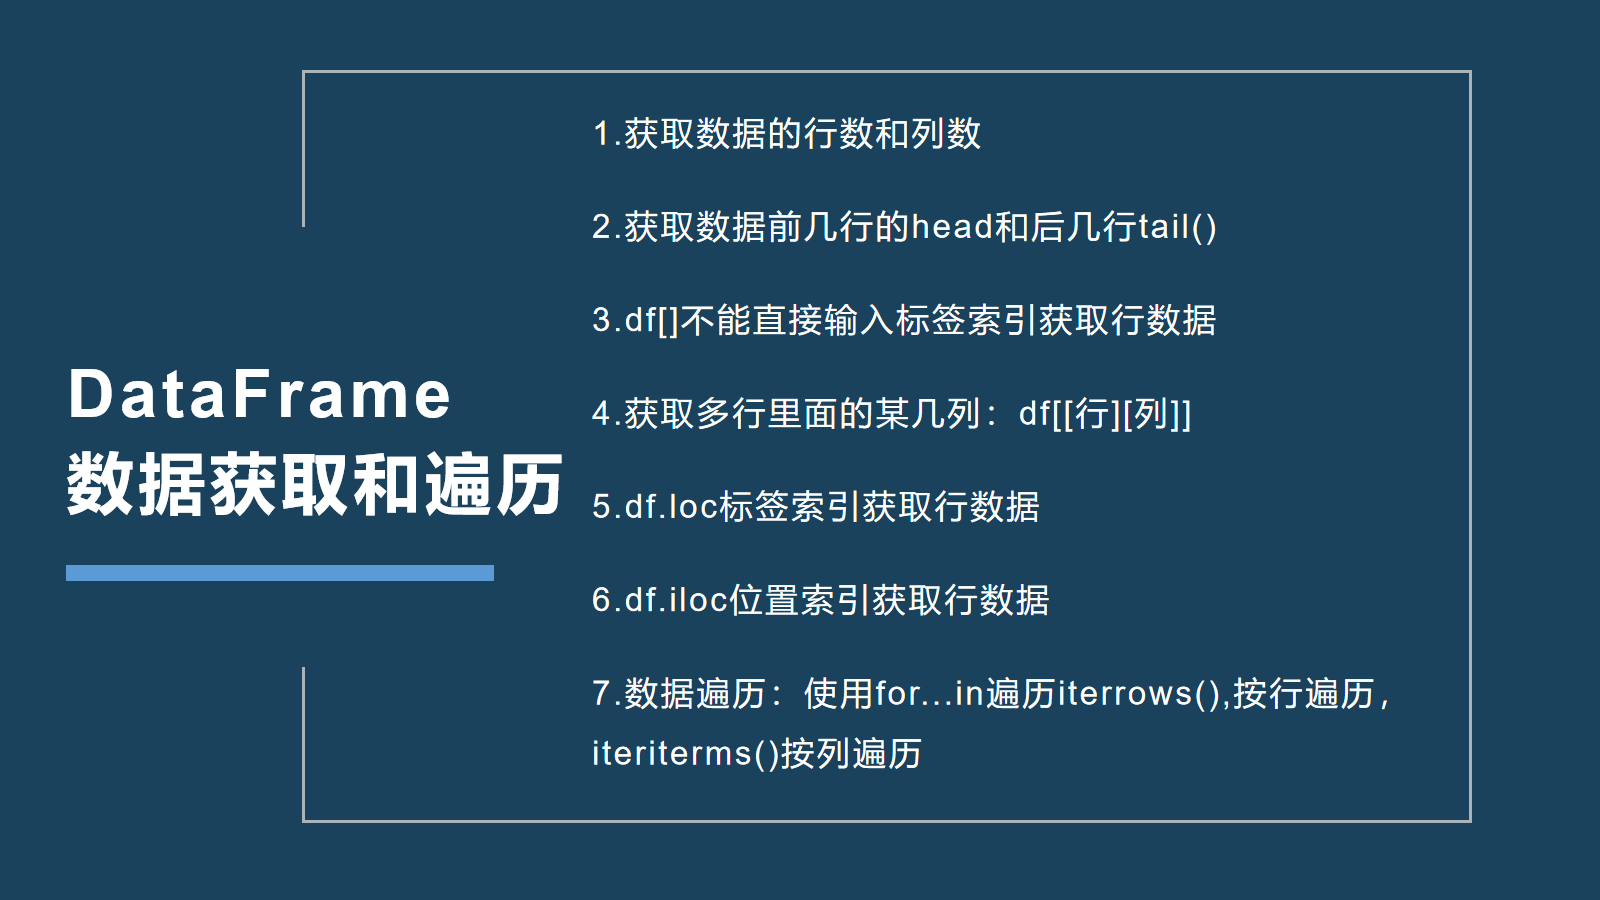 DataFrame
数据获取和遍历
1.获取数据的行数和列数
2.获取数据前几行的head和后几行tail()
3.df[]不能直接输入标签索引获取行数据
4.获取多行里面的某几列：df[[行][列]]
5.df.loc标签索引获取行数据
6.df.iloc位置索引获取行数据
7.数据遍历：使用for...in遍历iterrows(),按行遍历，
iteriterms()按列遍历